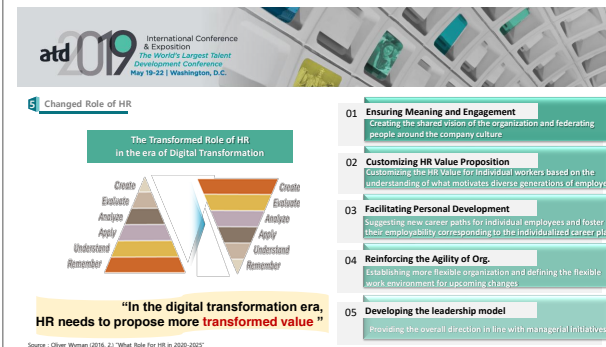 atd 2019
International Conference
& Exposition
The World's Largest Talent
Development Conference
May 19-22 | Washington, D.C.
5 Changed Role of HR
The Transformed Role of HR
in the era of Digital Transformation
Create
Evaluate
Analyze
Apply
Understand
Remember
Create
Evaluate
Analyze
Apply
Understand
Remember
“In the digital transformation era,
HR needs to propose more transformed value ”
Source : Oliver Wyman (2016. 2.) “What Role For HR in 2020-2025”
01 Ensuring Meaning and Engagement
Creating the shared vision of the organization and federating
people around the company culture
02 Customizing HR Value Proposition
Customizing the HR Value for Individual workers based on the
understanding of what motivates diverse generations of employe
03 Facilitating Personal Development
Suggesting new career paths for individual employees and foster
their employability corresponding to the individualized career pla
04 Reinforcing the Agility of Org.
Establishing more flexible organization and defining the flexible
work environment for upcoming changes
05 Developing the leadership model
Providing the overall direction in line with managerial initiatives